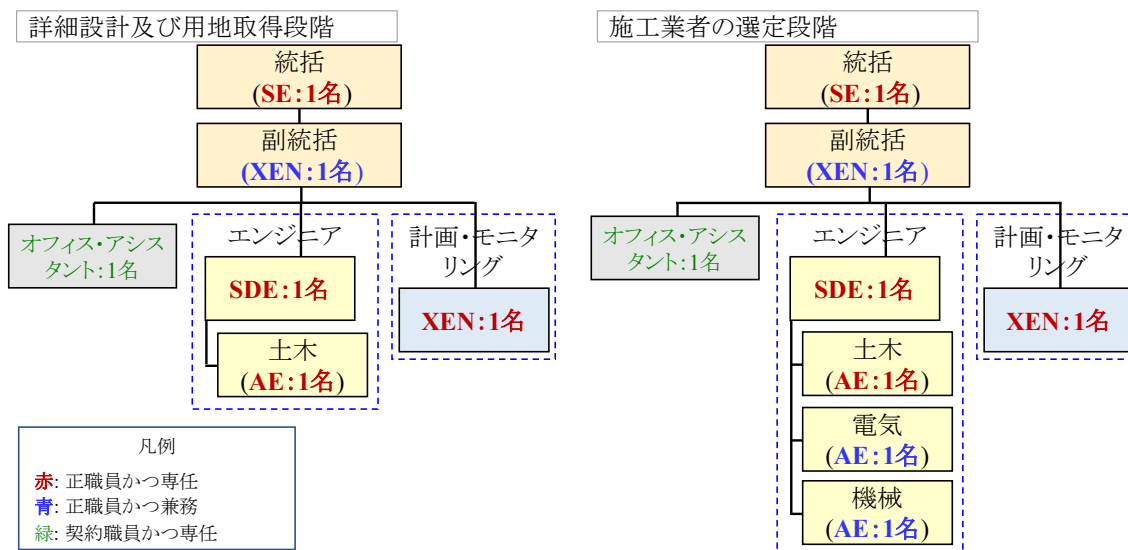 詳細設計及び用地取得段階
統括
(SE:1名)
副統括
(XEN:1名)
オフィス・アシス
タント:1名
エンジニア
SDE:1名
土木
(AE:1名)
計画・モニタ
リング
XEN:1名
凡例
赤: 正職員かつ専任
青: 正職員かつ兼務
緑: 契約職員かつ専任
施工業者の選定段階
統括
(SE:1名)
副統括
(XEN:1名)
オフィス・アシス
タント:1名
エンジニア
SDE:1名
土木
(AE:1名)
電気
(AE:1名)
機械
(AE:1名)
計画・モニタ
リング
XEN:1名